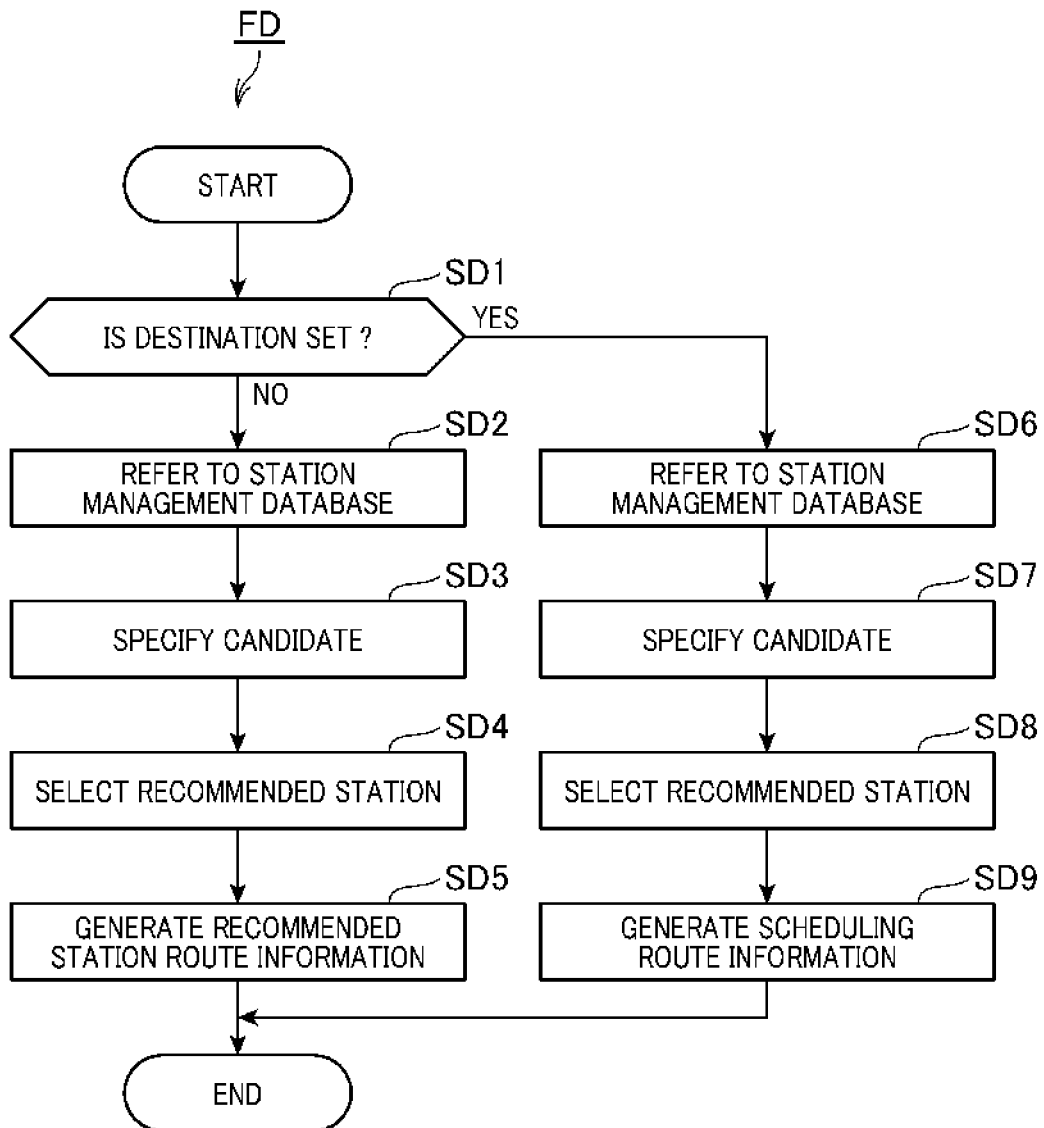 FD
START
SD1
IS DESTINATION SET ?
YES
NO
SD2
REFER TO STATION
MANAGEMENT DATABASE
SD3
SPECIFY CANDIDATE
SD4
SELECT RECOMMENDED STATION
SD5
GENERATE RECOMMENDED
STATION ROUTE INFORMATION
SD6
REFER TO STATION
MANAGEMENT DATABASE
SD7
SPECIFY CANDIDATE
SD8
SELECT RECOMMENDED STATION
SD9
GENERATE SCHEDULING
ROUTE INFORMATION
END